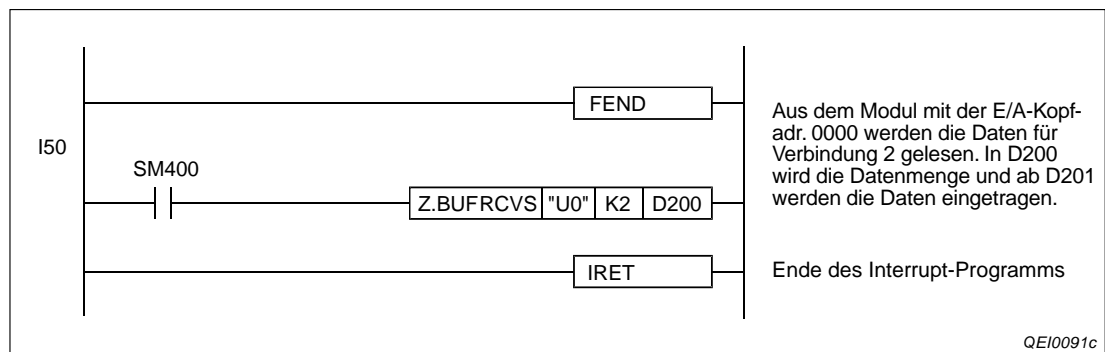 FEND
Aus dem Modul mit der E/A-Kopf-
adr. 0000 werden die Daten für
Verbindung 2 gelesen. In D200
wird die Datenmenge und ab D201
werden die Daten eingetragen.
I50
SM400
Z.BUFRCVS "U0" K2 D200
IRET
Ende des Interrupt-Programms
QEI0091c